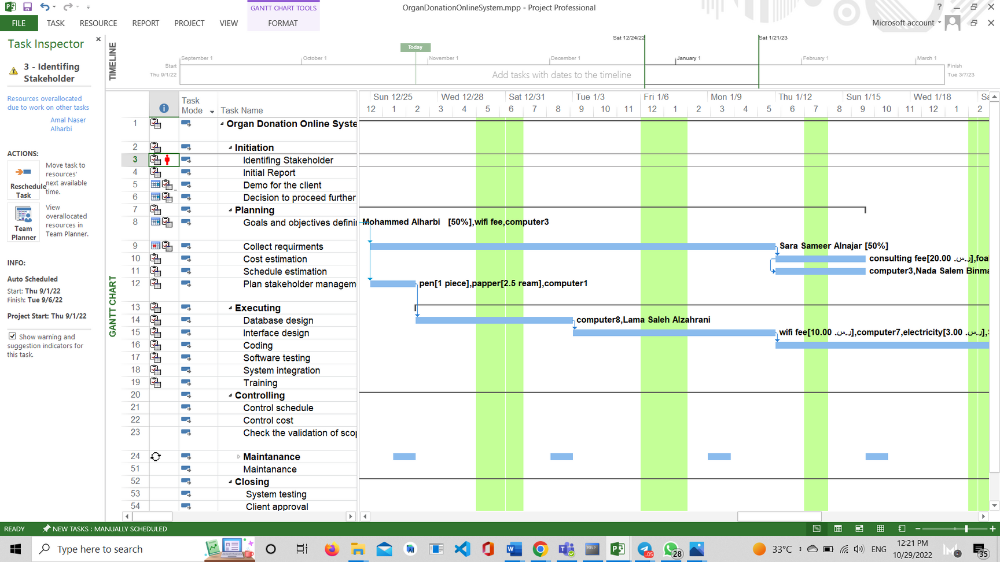 GANTT CHART TOOLS
OrganDonationOnlineSystem.mpp - Project Professional
FILE TASK RESOURCE REPORT PROJECT VIEW FORMAT
Microsoft account
Task Inspector
3 - Identifing
Stakeholder
Resources overallocated
due to work on other tasks
Amal Naser
Alharbi
ACTIONS:
Reschedule
Task
Move task to
resources'
next available
time.
Team
Planner
View
overallocated
resources in
Team Planner.
INFO:
Auto Scheduled
Start: Thu 9/1/22
Finish: Tue 9/6/22
Project Start: Thu 9/1/22
Show warning and
suggestion indicators for
this task.
TIMELINE
Sat 12/24/22
Sat 1/21/23
Today
September 1 October 1 November 1 December 1 January 1 February 1 March 1
Start
Thu 9/1/22
Add tasks with dates to the timeline
Finish
Tue 3/7/23
GANTT CHART
Task
Mode
Task Name
Sun 12/25 Wed 12/28 Sat 12/31 Tue 1/3 Fri 1/6 Mon 1/9 Thu 1/12 Sun 1/15 Wed 1/18 Sa
12 1 2 3 4 5 6 7 8 9 10 11 12 1 2 3 4 5 6 7 8 9 10 11 12 1 2
1 Organ Donation Online Syste
2 Initiation
3 Identifing Stakeholder
4 Initial Report
5 Demo for the client
6 Decision to proceed further
7 Planning
8 Goals and objectives defini
Mohammed Alharbi [50%],wifi fee,computer3
9 Collect requirments
Sara Sameer Alnajar [50%]
10 Cost estimation
consulting fee[20.00 ر.س.],foa
11 Schedule estimation
computer3,Nada Salem Binma
12 Plan stakeholder managem
pen[1 piece],papper[2.5 ream],computer1
13 Executing
14 Database design
computer8,Lama Saleh Alzahrani
15 Interface design
wifi fee[10.00 ر.س.],computer7,electricity[3.00 ر.س.],
16 Coding
17 Software testing
18 System integration
19 Training
20 Controlling
21 Control schedule
22 Control cost
23 Check the validation of scop
24 Maintanance
51 Maintanance
52 Closing
53 System testing
54 Client approval
READY NEW TASKS : MANUALLY SCHEDULED
Type here to search
33°C ENG 12:21 PM
10/29/2022
28
3
35